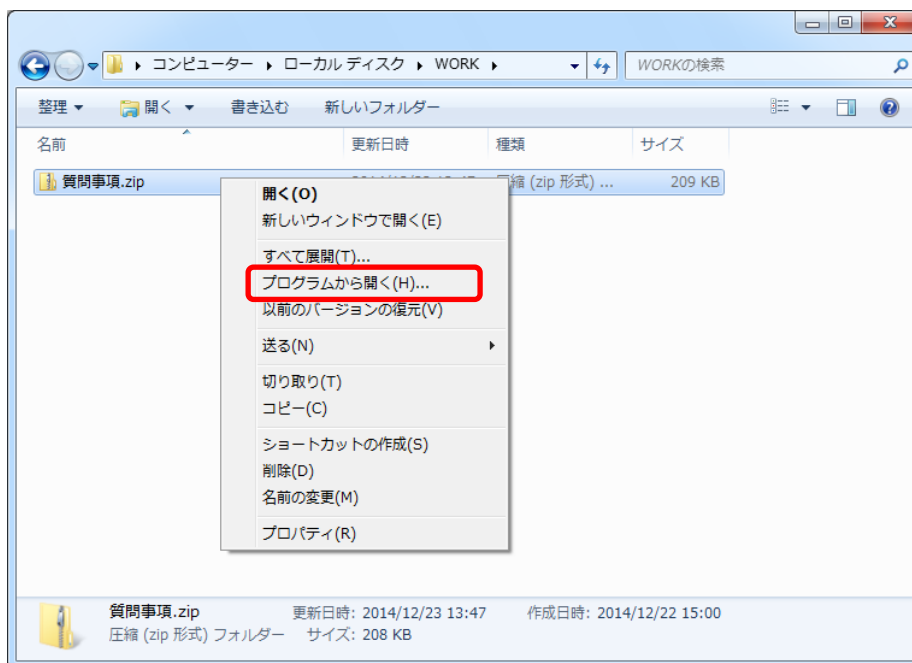 コンピューター ▸ ローカル ディスク ▸ WORK ▸
WORKの検索
整理 開く 書き込む 新しいフォルダー
名前 更新日時 種類 サイズ
質問事項.zip (zip 形式) ... 209 KB
開く(O)
新しいウィンドウで開く(E)
すべて展開(T)...
プログラムから開く(H)...
以前のバージョンの復元(V)
送る(N)
切り取り(T)
コピー(C)
ショートカットの作成(S)
削除(D)
名前の変更(M)
プロパティ(R)
質問事項.zip 更新日時: 2014/12/23 13:47 作成日時: 2014/12/22 15:00
圧縮 (zip 形式) フォルダー サイズ: 208 KB